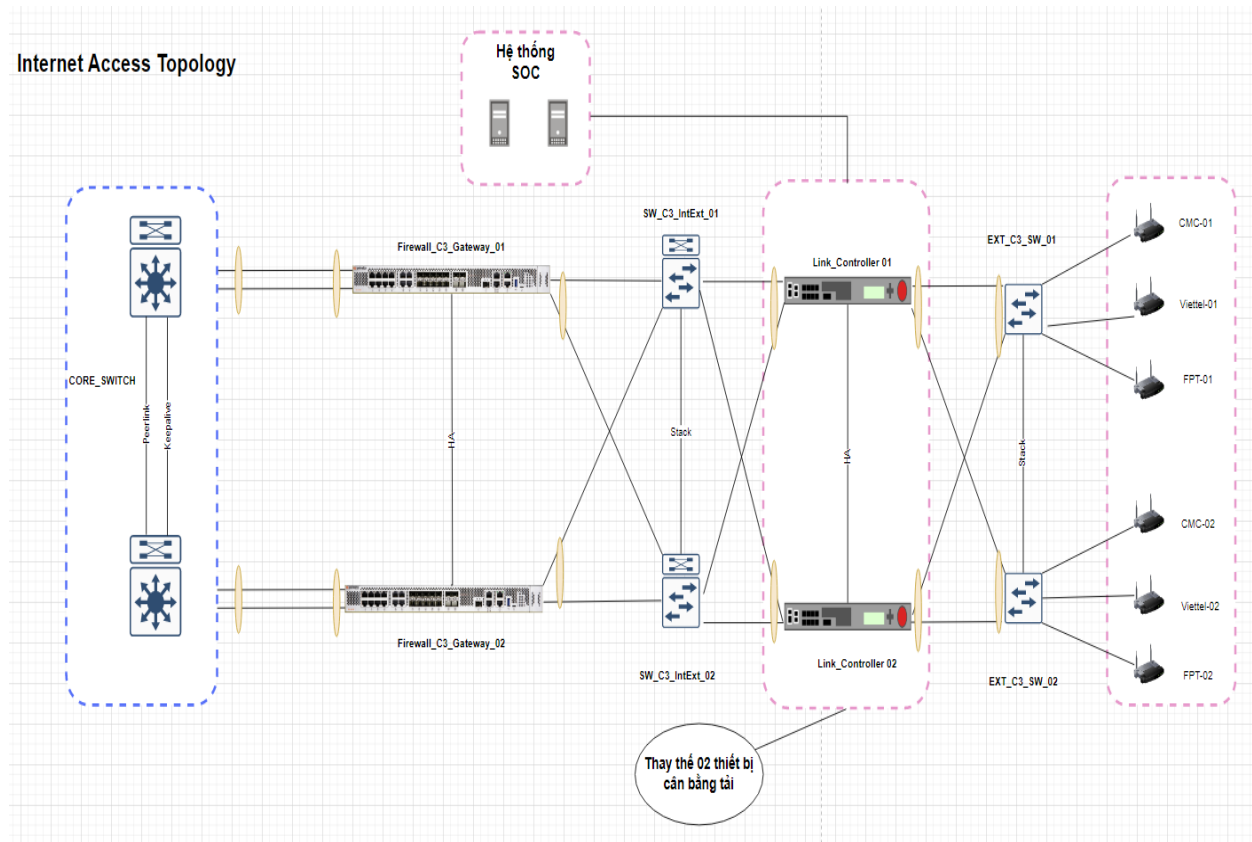 Internet Access Topology
Hệ thống
SOC
SW_C3_IntExt_01
CMC-01
Firewall_C3_Gateway_01
EXT_C3_SW_01
Link_Controller 01
Viettel-01
CORE_SWITCH
FPT-01
Peerlink
Keepalive
HA
Stack
HA
Stack
CMC-02
Viettel-02
Firewall_C3_Gateway_02
SW_C3_IntExt_02
Link_Controller 02
EXT_C3_SW_02
FPT-02
Thay thế 02 thiết bị
cân bằng tải